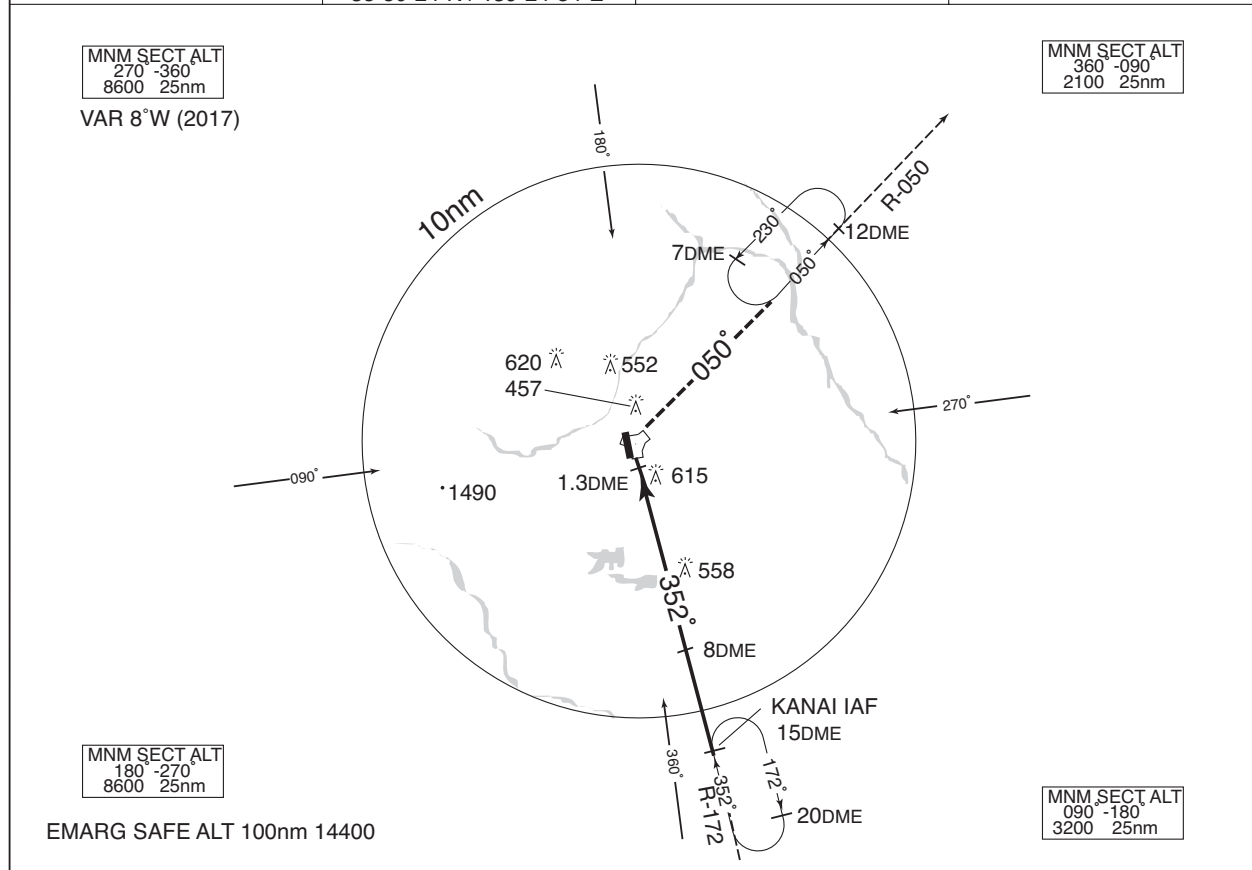 MNM SECT ALT
270° -360°
8600 25nm
VAR 8°W (2017)
MNM SECT ALT
360° -090°
2100 25nm
180°
10nm
R-050
230°
12DME
7DME
050°
050°
620
552
457
270°
090°
1490
1.3DME
615
558
352°
8DME
KANAI IAF
15DME
360°
352°
172°
R-172
20DME
MNM SECT ALT
180° -270°
8600 25nm
EMARG SAFE ALT 100nm 14400
MNM SECT ALT
090° -180°
3200 25nm